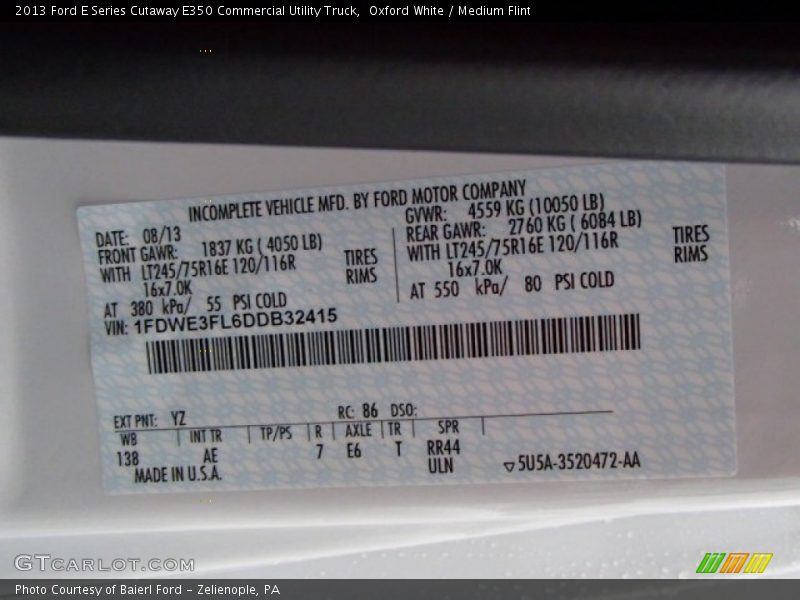 2013 Ford E Series Cutaway E350 Commercial Utility Truck,  Oxford White / Medium Flint
INCOMPLETE VEHICLE MFD. BY FORD MOTOR COMPANY
DATE: 08/13
FRONT GAWR: 1837 KG ( 4050 LB)
WITH LT245/75R16E 120/116R TIRES
16x7.0K RIMS
AT 380 kPa/ 55 PSI COLD
GVWR: 4559 KG (10050 LB)
REAR GAWR: 2760 KG ( 6084 LB)
WITH LT245/75R16E 120/116R TIRES
16x7.0K RIMS
AT 550 kPa/ 80 PSI COLD
VIN: 1FDWE3FL6DDB32415
EXT PNT: YZ RC: 86 DSO:
WB INT TR TP/PS R AXLE TR SPR
138 AE 7 E6 T RR44
ULN
MADE IN U.S.A. ▽5U5A-3520472-AA
GTCARLOT.COM
Photo Courtesy of Baierl Ford - Zelienople, PA